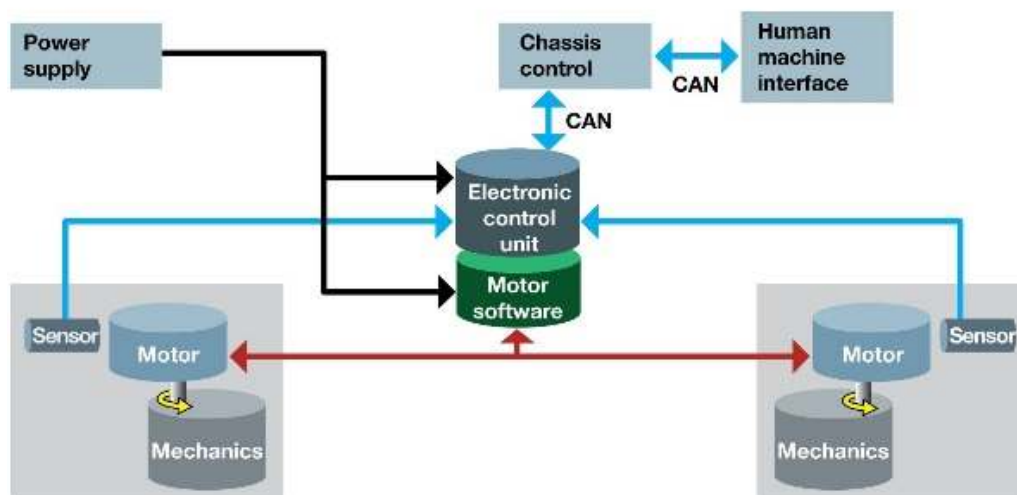 Power
supply
Chassis
control
Human
machine
interface
CAN
CAN
Electronic
control
unit
Motor
software
Sensor
Motor
Mechanics
Motor
Sensor
Mechanics